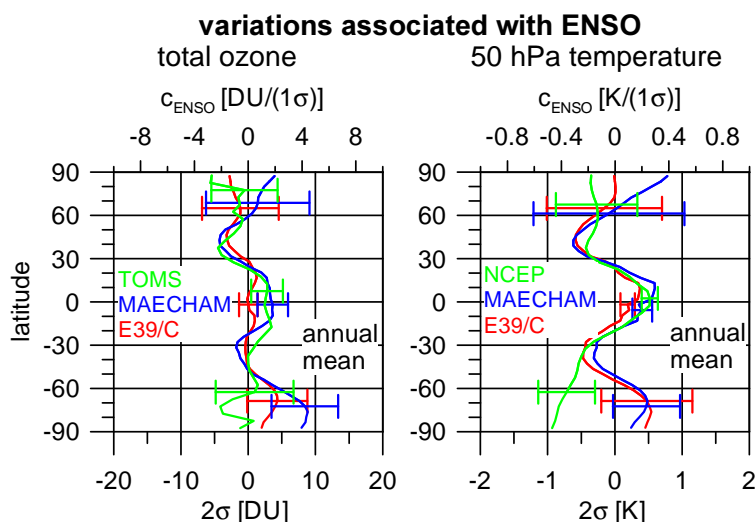 variations associated with ENSO
total ozone
50 hPa temperature
c_ENSO [DU/(1σ)]
c_ENSO [K/(1σ)]
-8 -4 0 4 8
-0.8 -0.4 0 0.4 0.8
latitude
90
60
30
0
-30
-60
-90
TOMS
MAECHAM
E39/C
annual
mean
-20 -10 0 10 20
2σ [DU]
90
60
30
0
-30
-60
-90
NCEP
MAECHAM
E39/C
annual
mean
-2 -1 0 1 2
2σ [K]